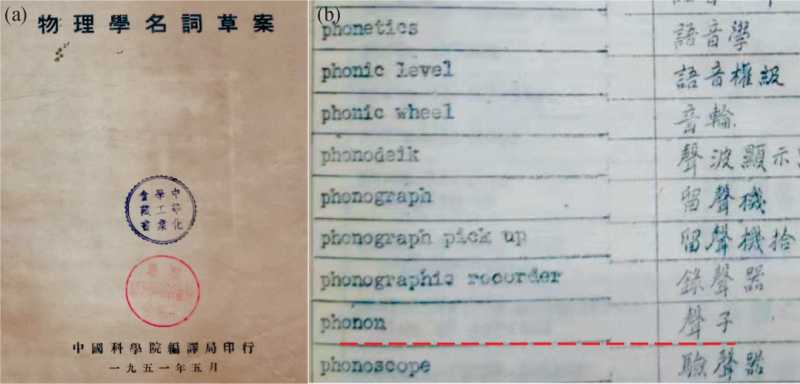 (a)
物理學名詞草案
中國科學院編譯局印行
一九五一年五月
(b)
phonetics 語音學
phonic level 語音權級
phonic wheel 音輪
phonodeik 聲波顯示
phonograph 留聲機
phonograph pick up 留聲機拾
phonographic recorder 錄聲器
phonon 聲子
phonoscope 驗聲器